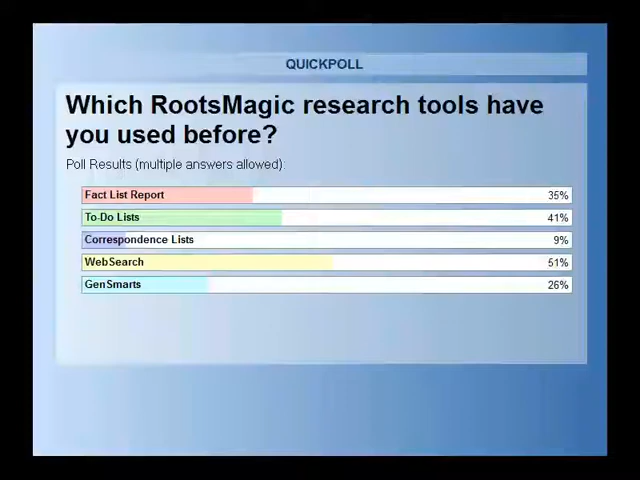 QUICKPOLL
Which RootsMagic research tools have
you used before?
Poll Results (multiple answers allowed):
Fact List Report 35%
To-Do Lists 41%
Correspondence Lists 9%
WebSearch 51%
GenSmarts 26%